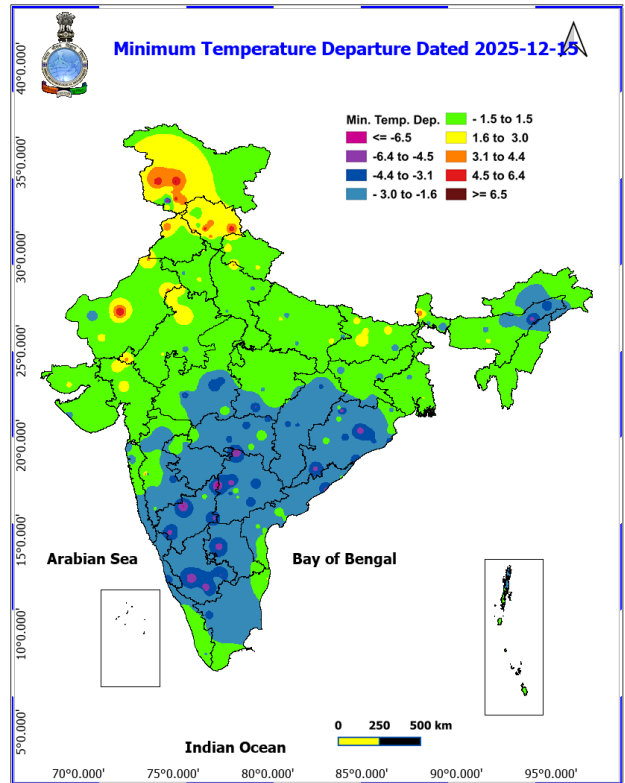 Minimum Temperature Departure Dated 2025-12-15
Min. Temp. Dep.
<= -6.5
-6.4 to -4.5
-4.4 to -3.1
- 3.0 to -1.6
- 1.5 to 1.5
1.6 to 3.0
3.1 to 4.4
4.5 to 6.4
>= 6.5
40°0.000'
35°0.000'
30°0.000'
25°0.000'
20°0.000'
15°0.000'
10°0.000'
5°0.000'
Arabian Sea
Bay of Bengal
0 250 500 km
Indian Ocean
70°0.000' 75°0.000' 80°0.000' 85°0.000' 90°0.000' 95°0.000'